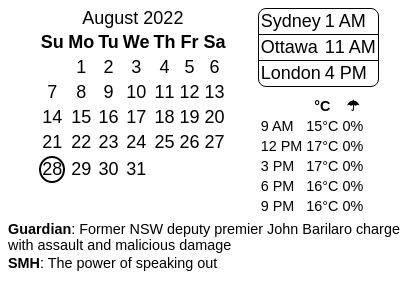 August 2022
Su Mo Tu We Th Fr Sa
1 2 3 4 5 6
7 8 9 10 11 12 13
14 15 16 17 18 19 20
21 22 23 24 25 26 27
28 29 30 31
Sydney 1 AM
Ottawa 11 AM
London 4 PM
°C ☂
9 AM 15°C 0%
12 PM 17°C 0%
3 PM 17°C 0%
6 PM 16°C 0%
9 PM 16°C 0%
Guardian: Former NSW deputy premier John Barilaro charge
with assault and malicious damage
SMH: The power of speaking out